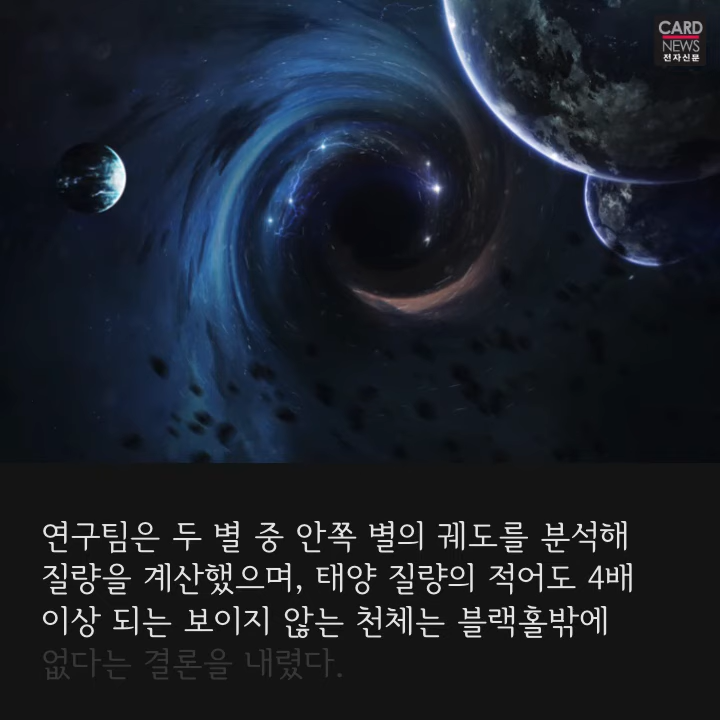 CARD
NEWS
전자신문
연구팀은 두 별 중 안쪽 별의 궤도를 분석해
질량을 계산했으며, 태양 질량의 적어도 4배
이상 되는 보이지 않는 천체는 블랙홀밖에
없다는 결론을 내렸다.